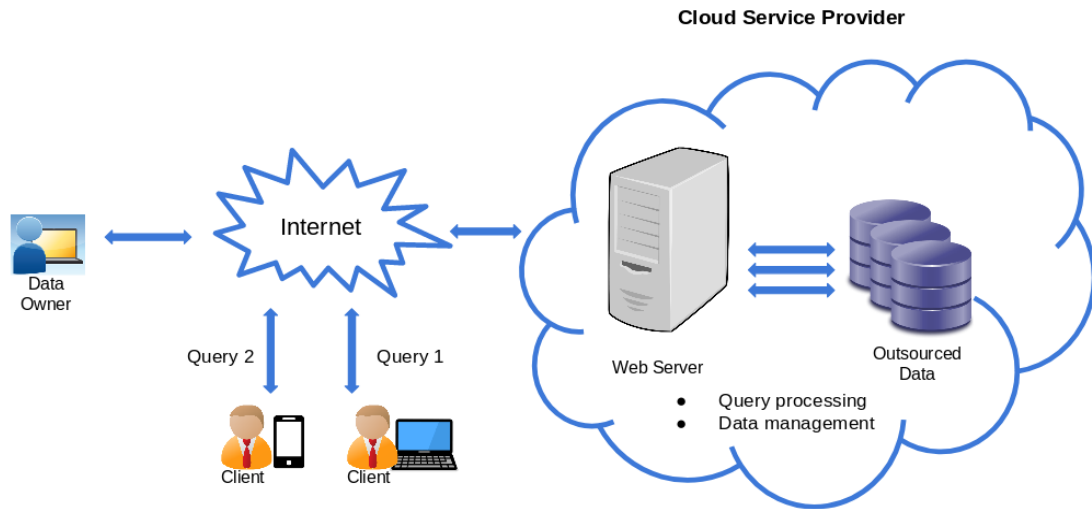 Cloud Service Provider
Internet
Data
Owner
Query 2
Query 1
Client
Client
Web Server
Outsourced
Data
● Query processing
● Data management